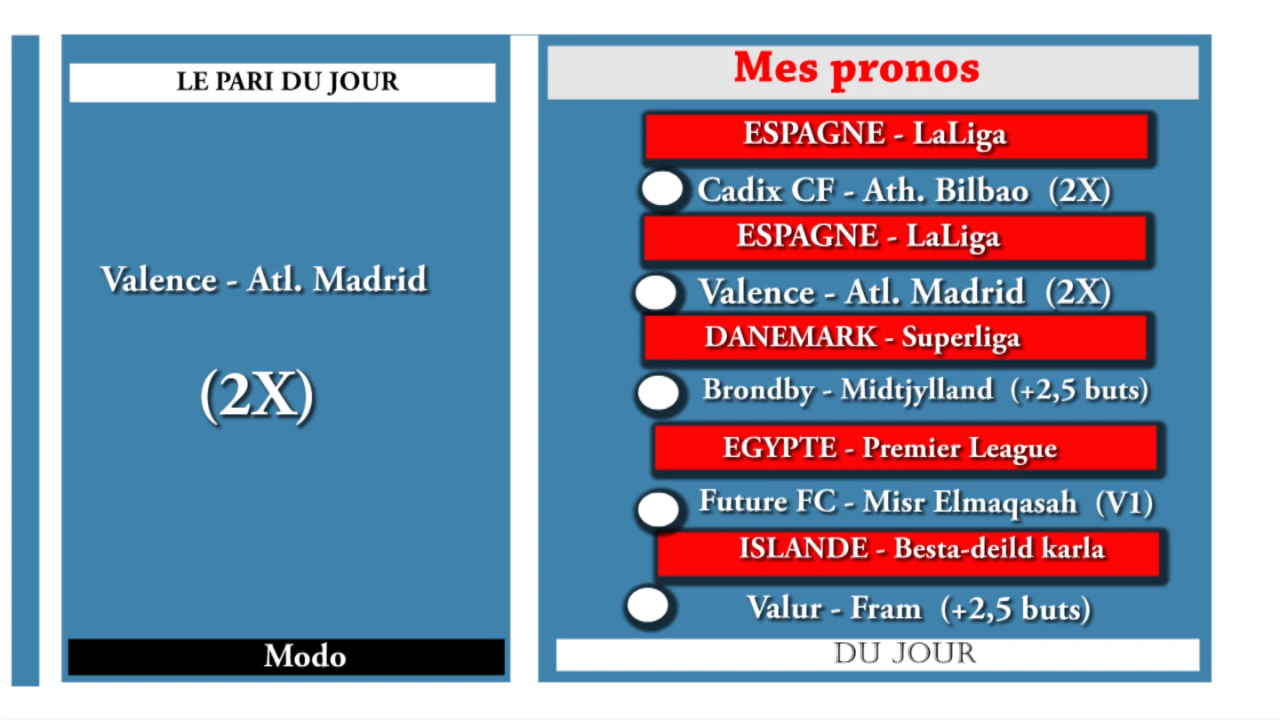 LE PARI DU JOUR
Valence - Atl. Madrid
(2X)
Modo
Mes pronos
ESPAGNE - LaLiga
Cadix CF - Ath. Bilbao (2X)
ESPAGNE - LaLiga
Valence - Atl. Madrid (2X)
DANEMARK - Superliga
Brondby - Midtjylland (+2,5 buts)
EGYPTE - Premier League
Future FC - Misr Elmaqasah (V1)
ISLANDE - Besta-deild karla
Valur - Fram (+2,5 buts)
DU JOUR